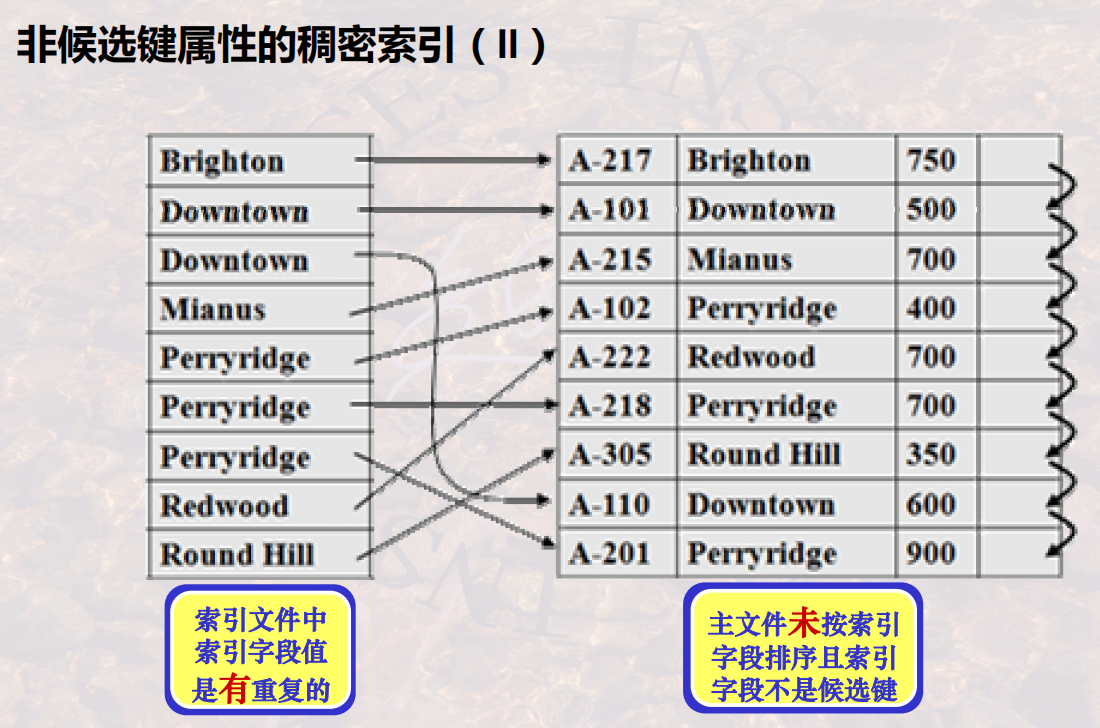 非候选键属性的稠密索引（II）
Brighton
Downtown
Downtown
Mianus
Perryridge
Perryridge
Perryridge
Redwood
Round Hill
A-217 Brighton 750
A-101 Downtown 500
A-215 Mianus 700
A-102 Perryridge 400
A-222 Redwood 700
A-218 Perryridge 700
A-305 Round Hill 350
A-110 Downtown 600
A-201 Perryridge 900
索引文件中
索引字段值
是有重复的
主文件未按索引
字段排序且索引
字段不是候选键